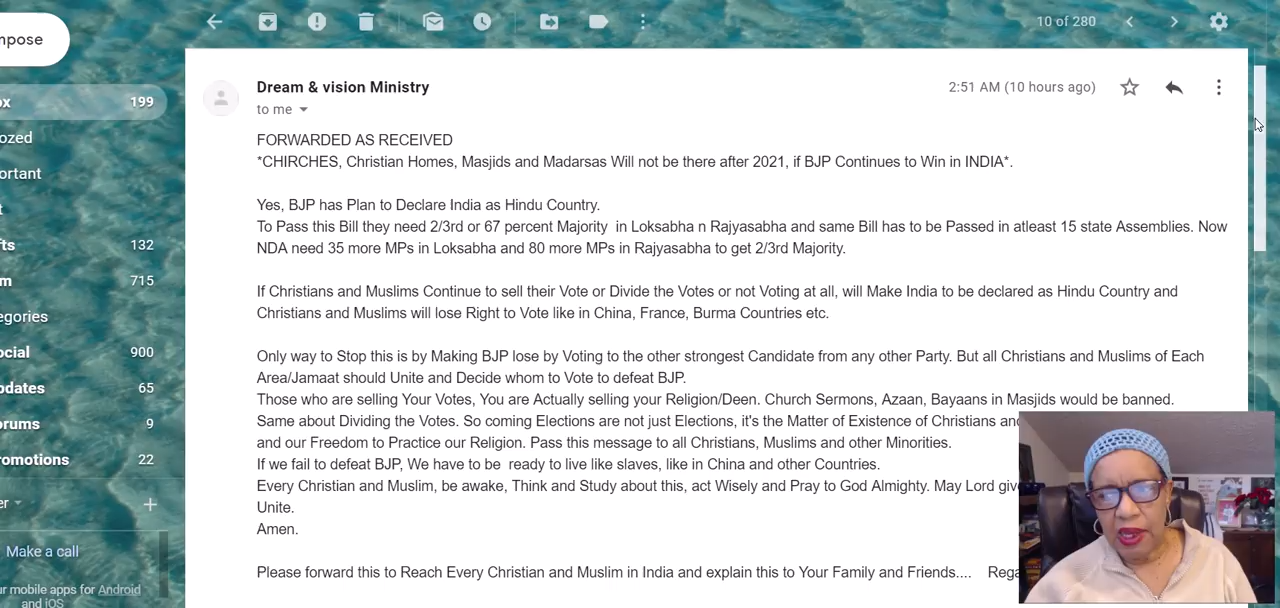 mpose
10 of 280
Dream & vision Ministry
2:51 AM (10 hours ago)
to me
FORWARDED AS RECEIVED
*CHIRCHES, Christian Homes, Masjids and Madarsas Will not be there after 2021, if BJP Continues to Win in INDIA*.
Yes, BJP has Plan to Declare India as Hindu Country.
To Pass this Bill they need 2/3rd or 67 percent Majority in Loksabha n Rajyasabha and same Bill has to be Passed in atleast 15 state Assemblies. Now
NDA need 35 more MPs in Loksabha and 80 more MPs in Rajyasabha to get 2/3rd Majority.
If Christians and Muslims Continue to sell their Vote or Divide the Votes or not Voting at all, will Make India to be declared as Hindu Country and
Christians and Muslims will lose Right to Vote like in China, France, Burma Countries etc.
Only way to Stop this is by Making BJP lose by Voting to the other strongest Candidate from any other Party. But all Christians and Muslims of Each
Area/Jamaat should Unite and Decide whom to Vote to defeat BJP.
Those who are selling Your Votes, You are Actually selling your Religion/Deen. Church Sermons, Azaan, Bayaans in Masjids would be banned.
Same about Dividing the Votes. So coming Elections are not just Elections, it's the Matter of Existence of Christians and
and our Freedom to Practice our Religion. Pass this message to all Christians, Muslims and other Minorities.
If we fail to defeat BJP, We have to be ready to live like slaves, like in China and other Countries.
Every Christian and Muslim, be awake, Think and Study about this, act Wisely and Pray to God Almighty. May Lord giv
Unite.
Amen.
Please forward this to Reach Every Christian and Muslim in India and explain this to Your Family and Friends.... Rega
ox 199
ozed
ortant
t
fts 132
m 715
egories
ocial 900
pdates 65
orums 9
romotions 22
er
Make a call
ur mobile apps for Android
and iOS